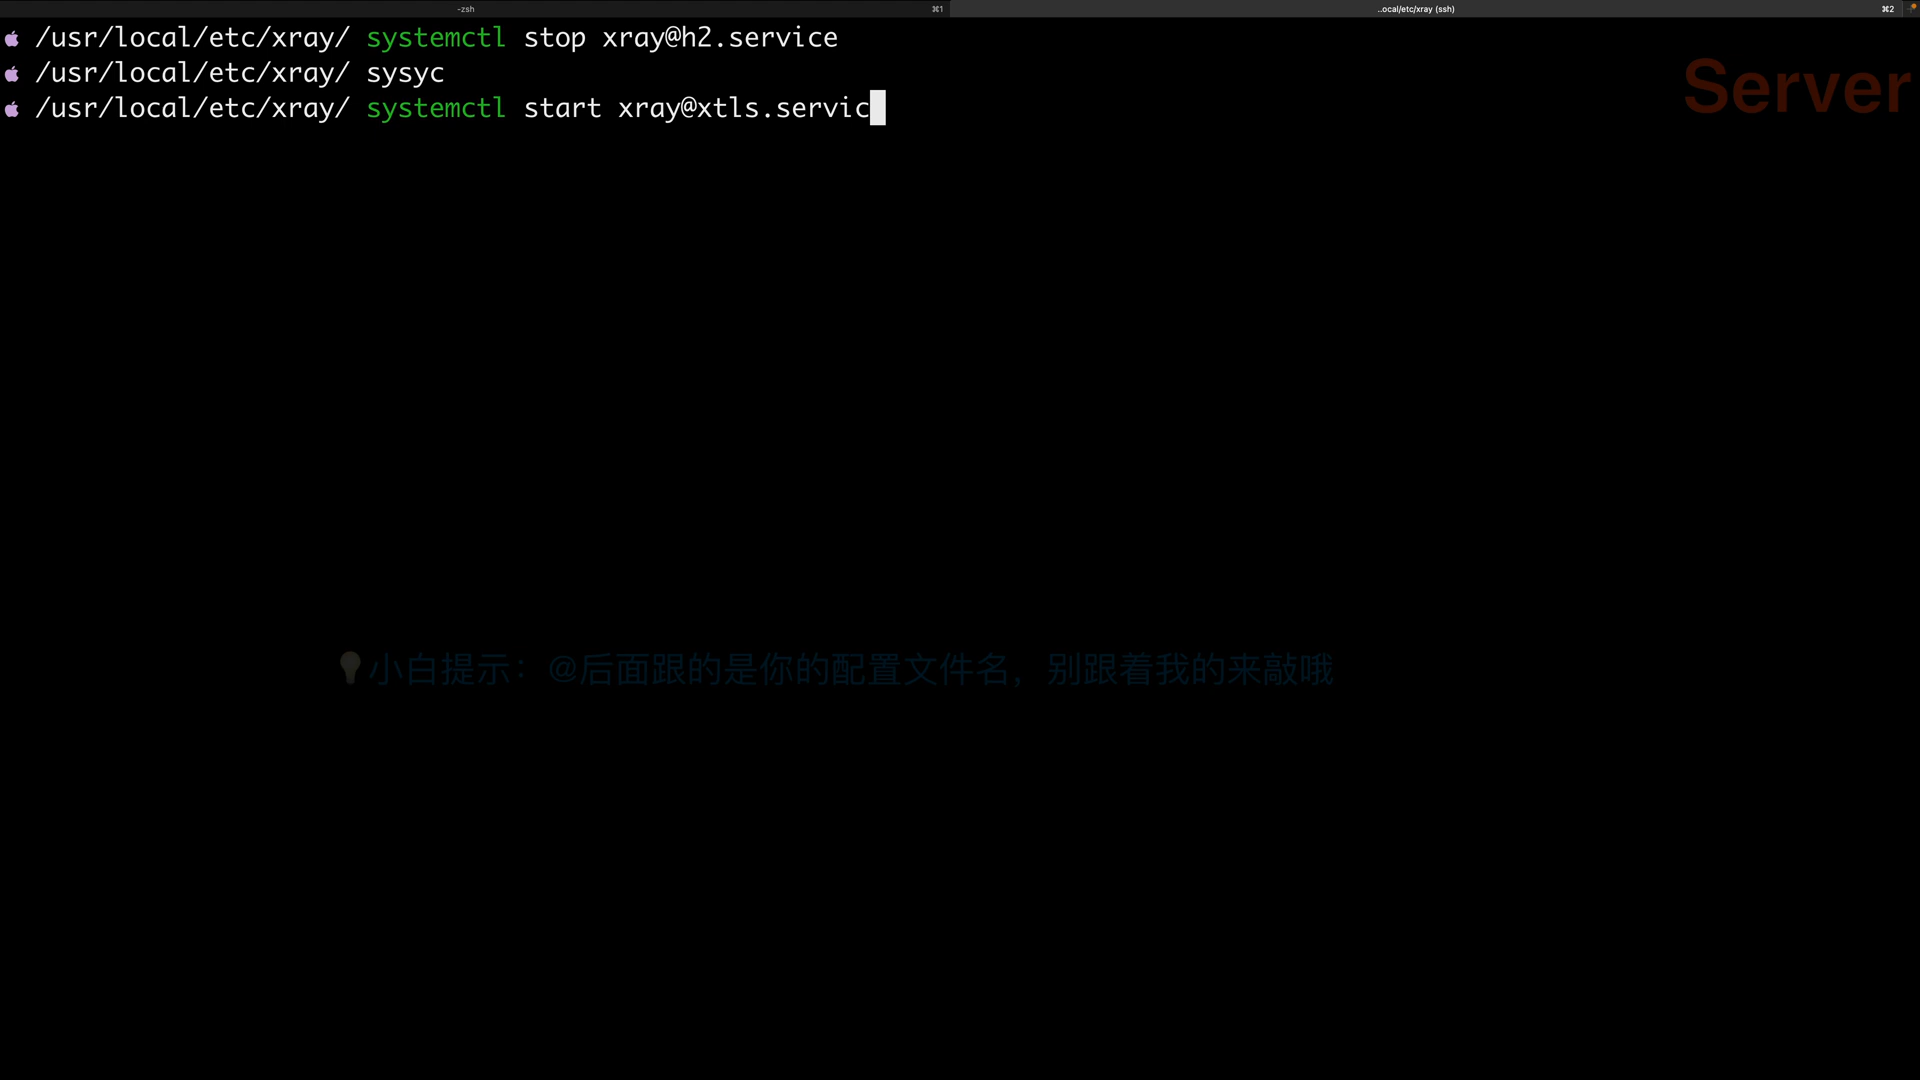 -zsh ⌘1 ..ocal/etc/xray (ssh) ⌘2
/usr/local/etc/xray/ systemctl stop xray@h2.service
/usr/local/etc/xray/ sysyc
/usr/local/etc/xray/ systemctl start xray@xtls.servic
Server
💡小白提示：@后面跟的是你的配置文件名，别跟着我的来敲哦